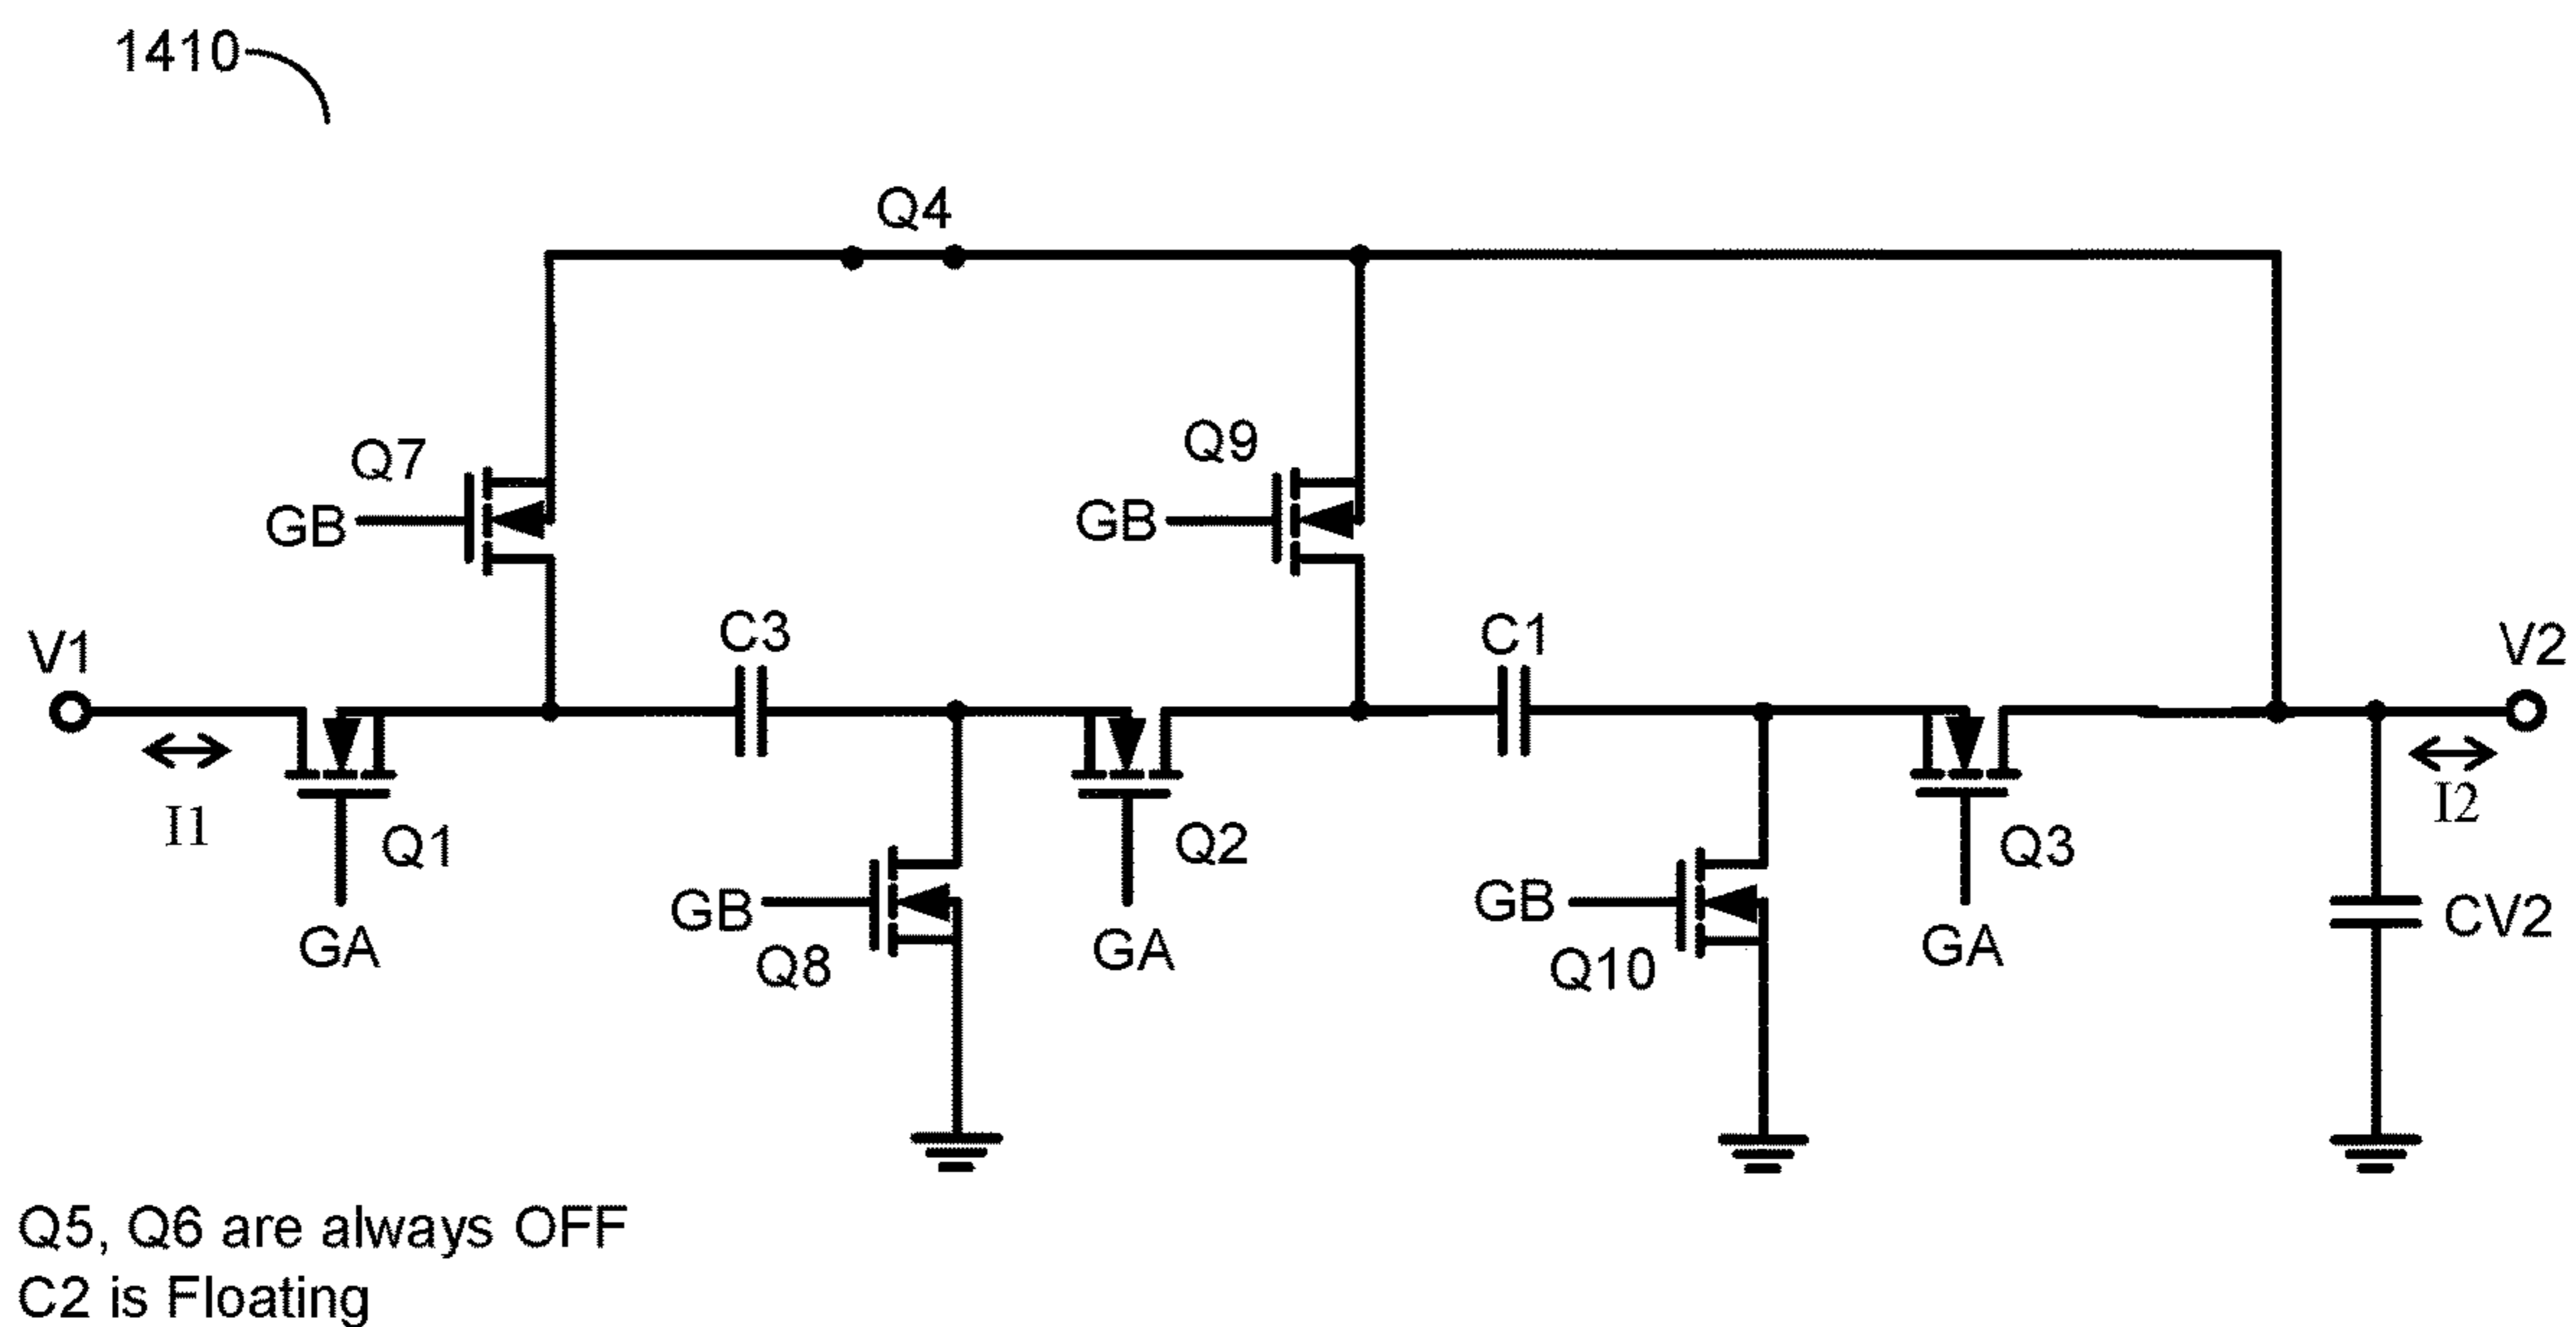 1410
Q4
Q7
Q9
GB
GB
V1
C3
C1
V2
I1
Q1
Q2
Q3
I2
GB
Q8
GB
Q10
CV2
GA
GA
GA
Q5, Q6 are always OFF
C2 is Floating